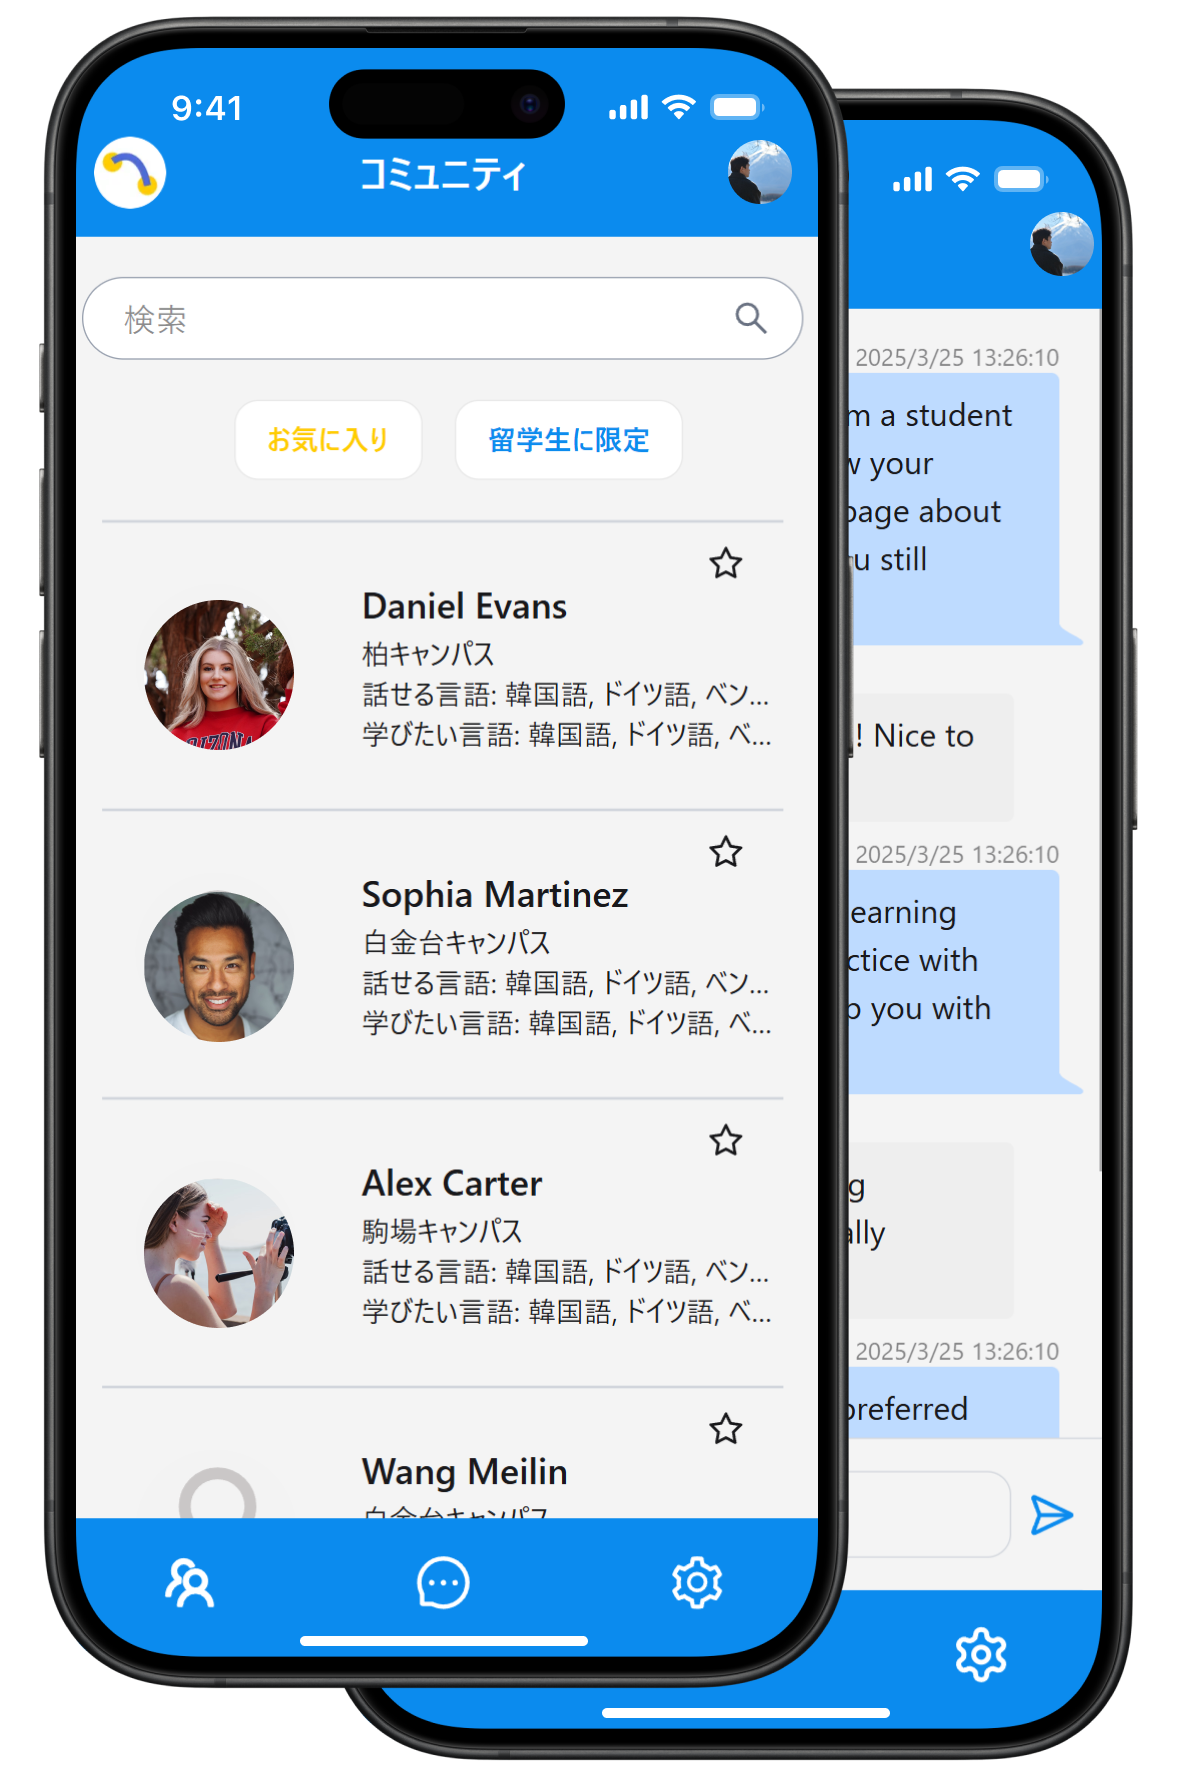 9:41
コミュニティ
検索
お気に入り
留学生に限定
Daniel Evans
柏キャンパス
話せる言語: 韓国語, ドイツ語, ベン...
学びたい言語: 韓国語, ドイツ語, ベ...
Sophia Martinez
白金台キャンパス
話せる言語: 韓国語, ドイツ語, ベン...
学びたい言語: 韓国語, ドイツ語, ベ...
Alex Carter
駒場キャンパス
話せる言語: 韓国語, ドイツ語, ベン...
学びたい言語: 韓国語, ドイツ語, ベ...
Wang Meilin
白金台キャンパス
2025/3/25 13:26:10
m a student
your
page about
u still
! Nice to
2025/3/25 13:26:10
earning
ctice with
you with
g
ally
2025/3/25 13:26:10
preferred